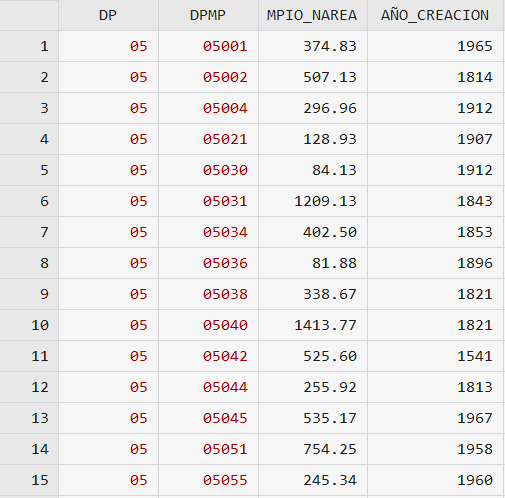 DP DPMP MPIO_NAREA AÑO_CREACION
1 05 05001 374.83 1965
2 05 05002 507.13 1814
3 05 05004 296.96 1912
4 05 05021 128.93 1907
5 05 05030 84.13 1912
6 05 05031 1209.13 1843
7 05 05034 402.50 1853
8 05 05036 81.88 1896
9 05 05038 338.67 1821
10 05 05040 1413.77 1821
11 05 05042 525.60 1541
12 05 05044 255.92 1813
13 05 05045 535.17 1967
14 05 05051 754.25 1958
15 05 05055 245.34 1960